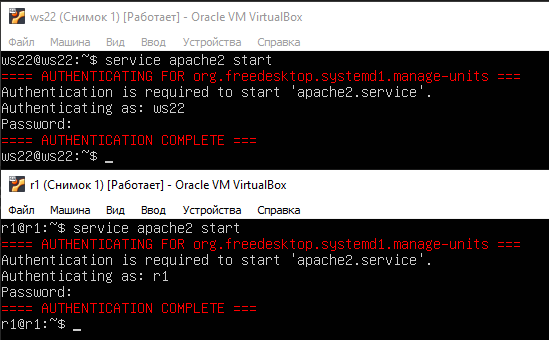 ws22 (Снимок 1) [Работает] - Oracle VM VirtualBox
Файл Машина Вид Ввод Устройства Справка
ws22@ws22:~$ service apache2 start
==== AUTHENTICATING FOR org.freedesktop.systemd1.manage-units ===
Authentication is required to start 'apache2.service'.
Authenticating as: ws22
Password:
==== AUTHENTICATION COMPLETE ===
ws22@ws22:~$ _
r1 (Снимок 1) [Работает] - Oracle VM VirtualBox
Файл Машина Вид Ввод Устройства Справка
r1@r1:~$ service apache2 start
==== AUTHENTICATING FOR org.freedesktop.systemd1.manage-units ===
Authentication is required to start 'apache2.service'.
Authenticating as: r1
Password:
==== AUTHENTICATION COMPLETE ===
r1@r1:~$ _